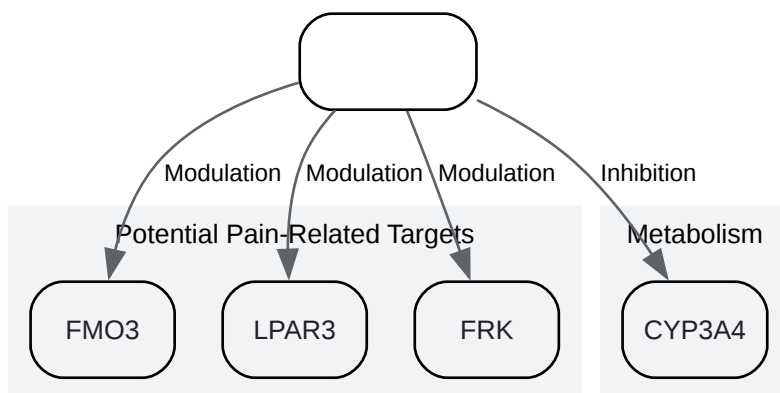 Modulation
Modulation
Modulation
Inhibition
Potential Pain-Related Targets
Metabolism
FMO3
LPAR3
FRK
CYP3A4